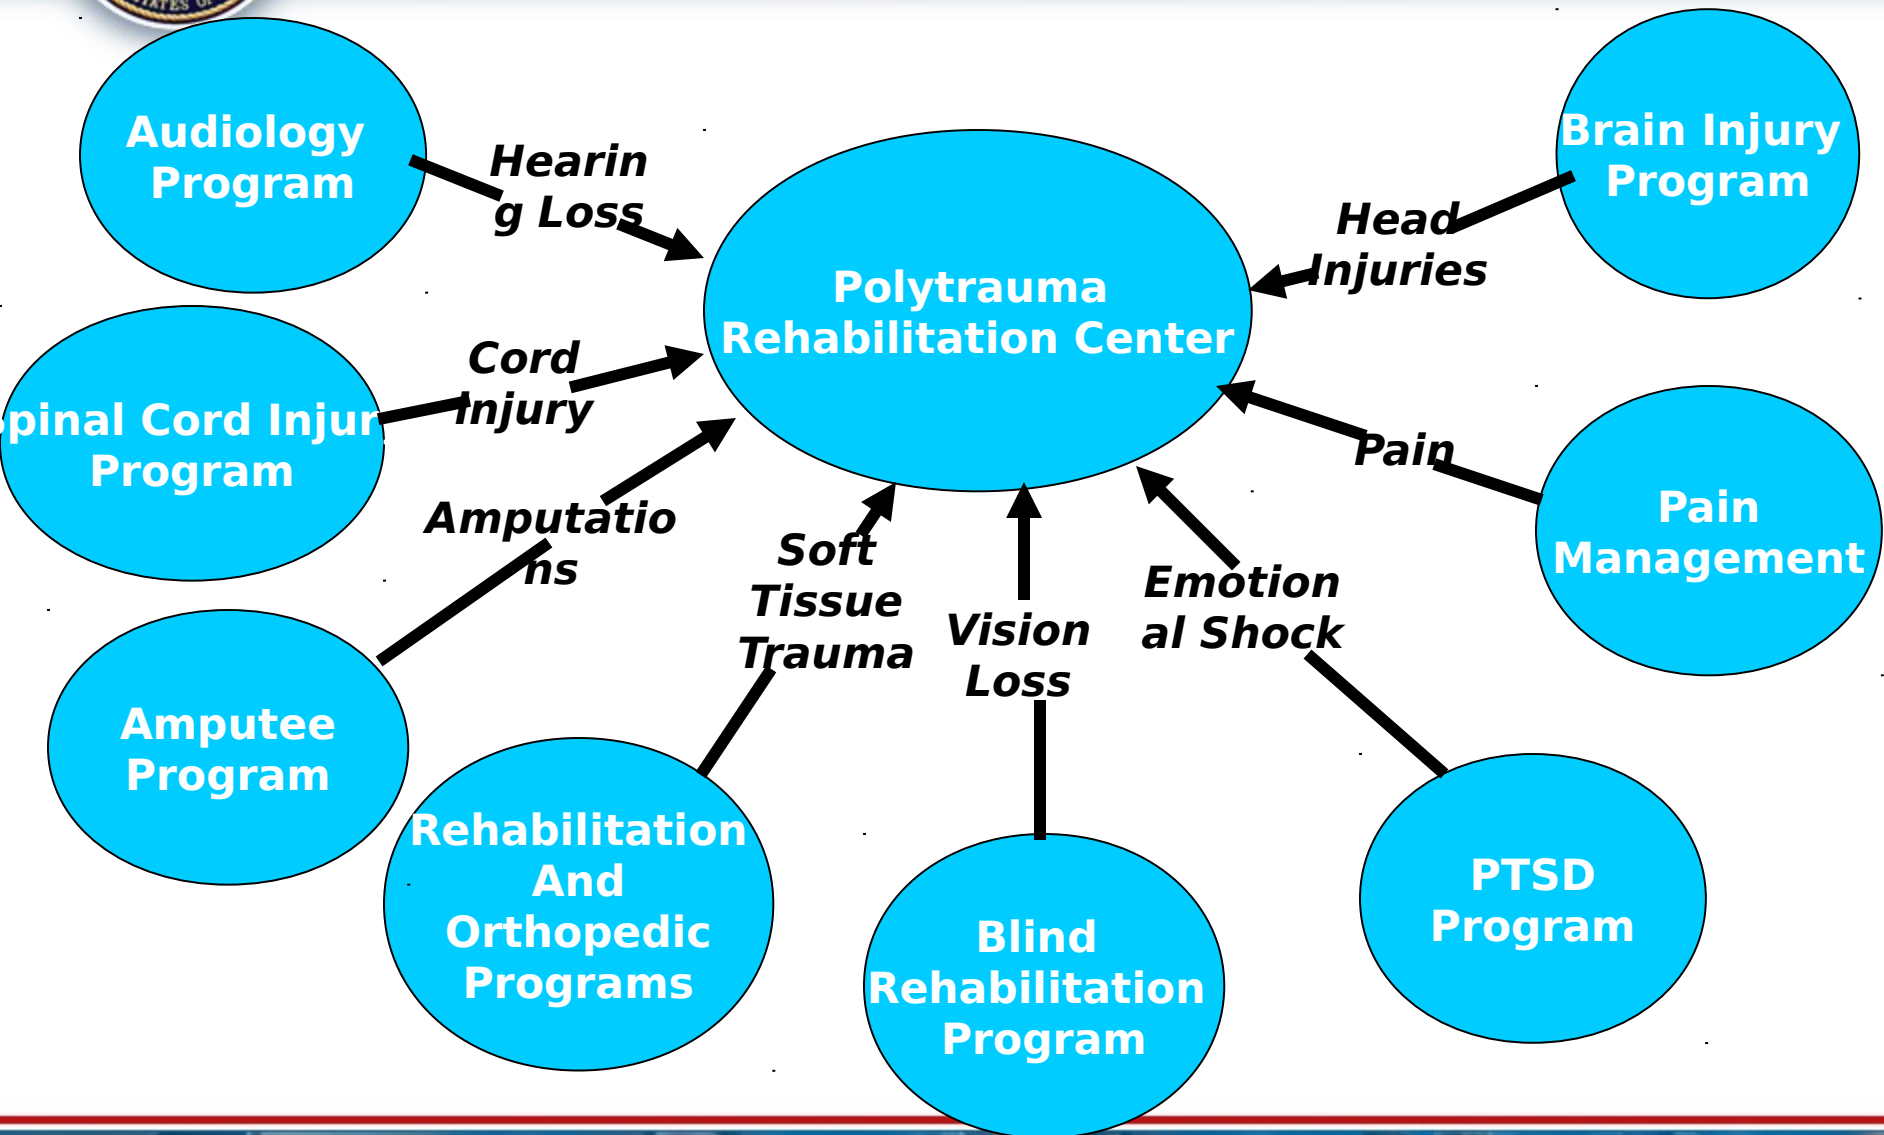 STATES OF
Audiology
Program
Hearin
g Loss
Polytrauma
Rehabilitation Center
Brain Injury
Program
Head
Injuries
Cord
Injury
pinal Cord Injur
Program
Pain
Pain
Management
Amputatio
ns
Soft
Tissue
Trauma
Vision
Loss
Emotion
al Shock
Amputee
Program
Rehabilitation
And
Orthopedic
Programs
Blind
Rehabilitation
Program
PTSD
Program